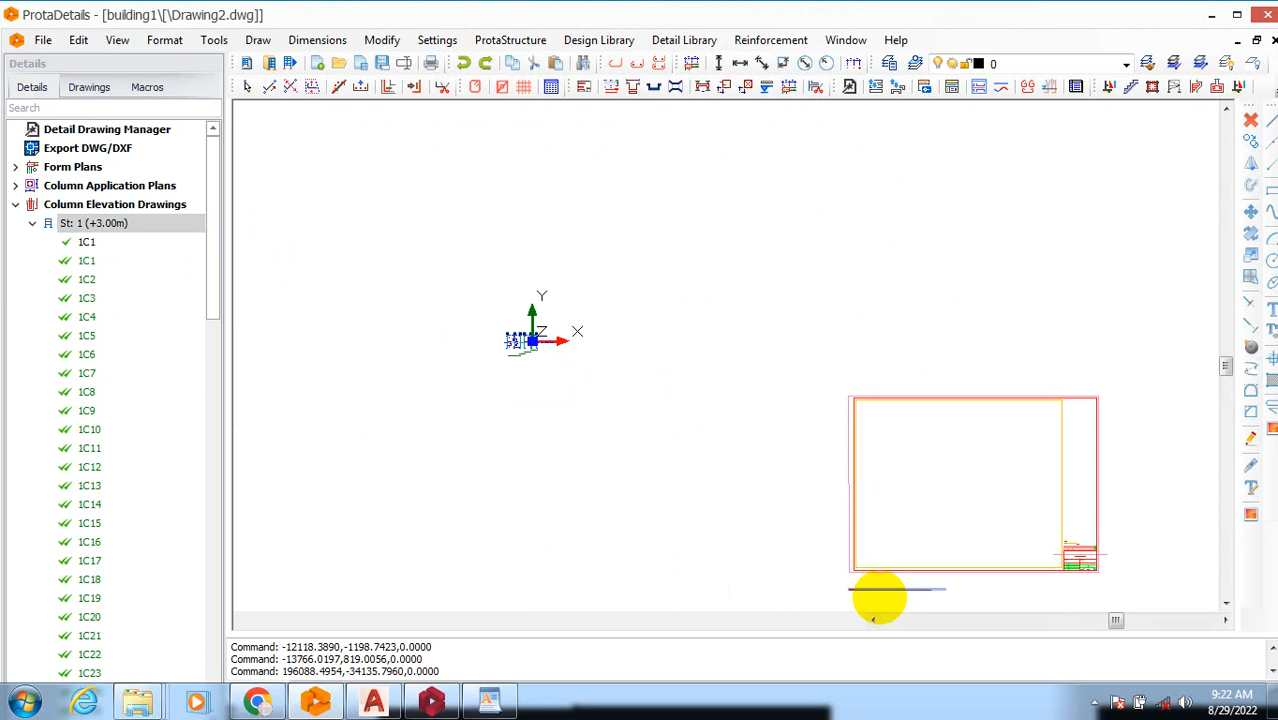 ProtaDetails - [building1\[\Drawing2.dwg]]
File Edit View Format Tools Draw Dimensions Modify Settings ProtaStructure Design Library Detail Library Reinforcement Window Help
Details
0
Details Drawings Macros
Search
Detail Drawing Manager
Export DWG/DXF
Form Plans
Column Application Plans
Column Elevation Drawings
St: 1 (+3.00m)
1C1
1C1
1C2
1C3
1C4
1C5
1C6
1C7
1C8
1C9
1C10
1C11
1C12
1C13
1C14
1C15
1C16
1C17
1C18
1C19
1C20
1C21
1C22
1C23
Y
Z
X
Command: -12118.3890,-1198.7423,0.0000
Command: -13766.0197,819.0056,0.0000
Command: 196088.4954,-34135.7960,0.0000
9:22 AM
8/29/2022